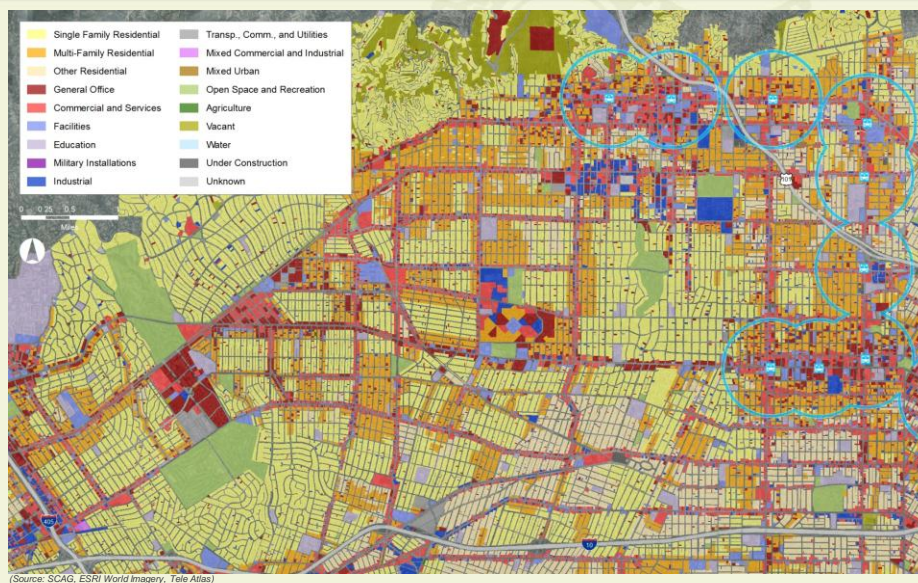 Single Family Residential
Multi-Family Residential
Other Residential
General Office
Commercial and Services
Facilities
Education
Military Installations
Industrial
Transp., Comm., and Utilities
Mixed Commercial and Industrial
Mixed Urban
Open Space and Recreation
Agriculture
Vacant
Water
Under Construction
Unknown
0 0.25 0.5
Miles
101
405
10
(Source: SCAG, ESRI World Imagery, Tele Atlas)